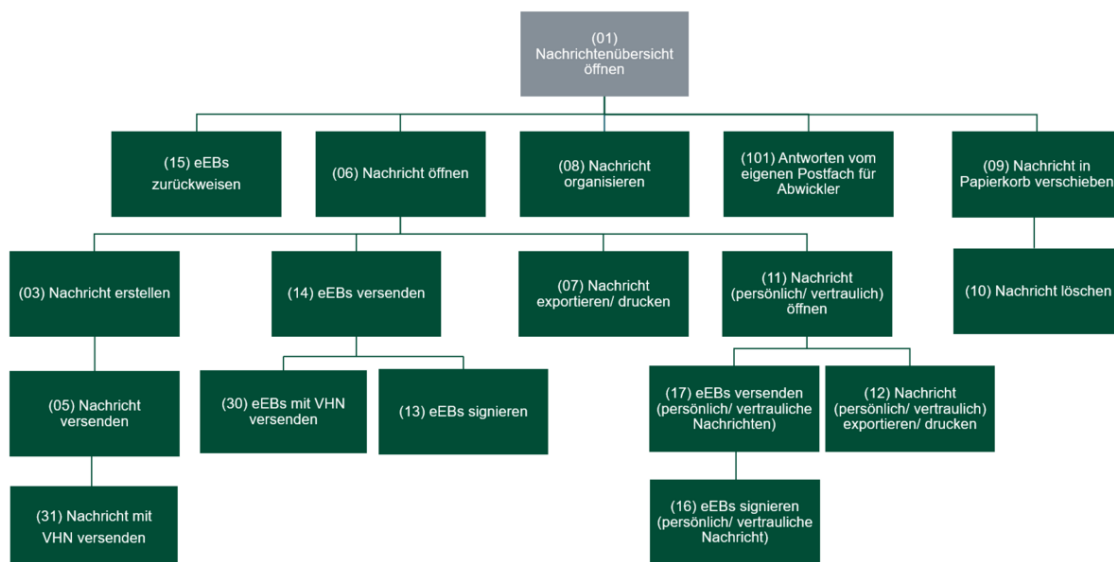 (01)
Nachrichtenübersicht
öffnen
(15) eEBs
zurückweisen
(06) Nachricht öffnen
(08) Nachricht
organisieren
(101) Antworten vom
eigenen Postfach für
Abwickler
(09) Nachricht in
Papierkorb verschieben
(03) Nachricht erstellen
(14) eEBs versenden
(07) Nachricht
exportieren/ drucken
(11) Nachricht
(persönlich/ vertraulich)
öffnen
(10) Nachricht löschen
(05) Nachricht
versenden
(30) eEBs mit VHN
versenden
(13) eEBs signieren
(17) eEBs versenden
(persönlich/ vertrauliche
Nachrichten)
(12) Nachricht
(persönlich/ vertraulich)
exportieren/ drucken
(31) Nachricht mit
VHN versenden
(16) eEBs signieren
(persönlich/ vertrauliche
Nachricht)